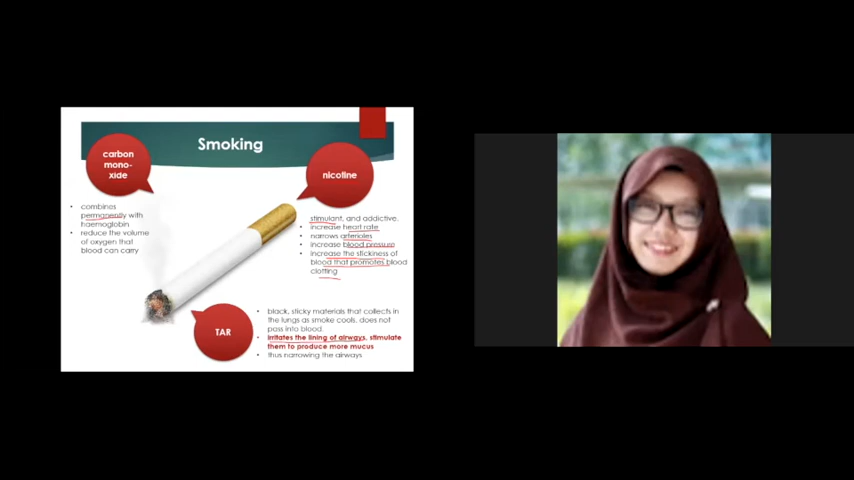 Smoking
carbon
mono-
xide
combines
permanently with
haemoglobin
reduce the volume
of oxygen that
blood can carry
nicotine
stimulant, and addictive.
increase heart rate
narrows arterioles
increase blood pressure
increase the stickiness of
blood that promotes blood
clotting
TAR
black, sticky materials that collects in
the lungs as smoke cools. does not
pass into blood.
irritates the lining of airways, stimulate
them to produce more mucus
thus narrowing the airways.